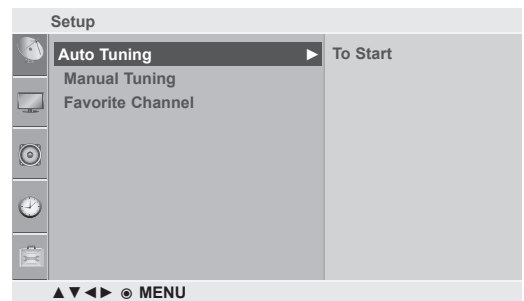 Setup
Auto Tuning ► To Start
Manual Tuning
Favorite Channel
▲▼◄► ◉ MENU